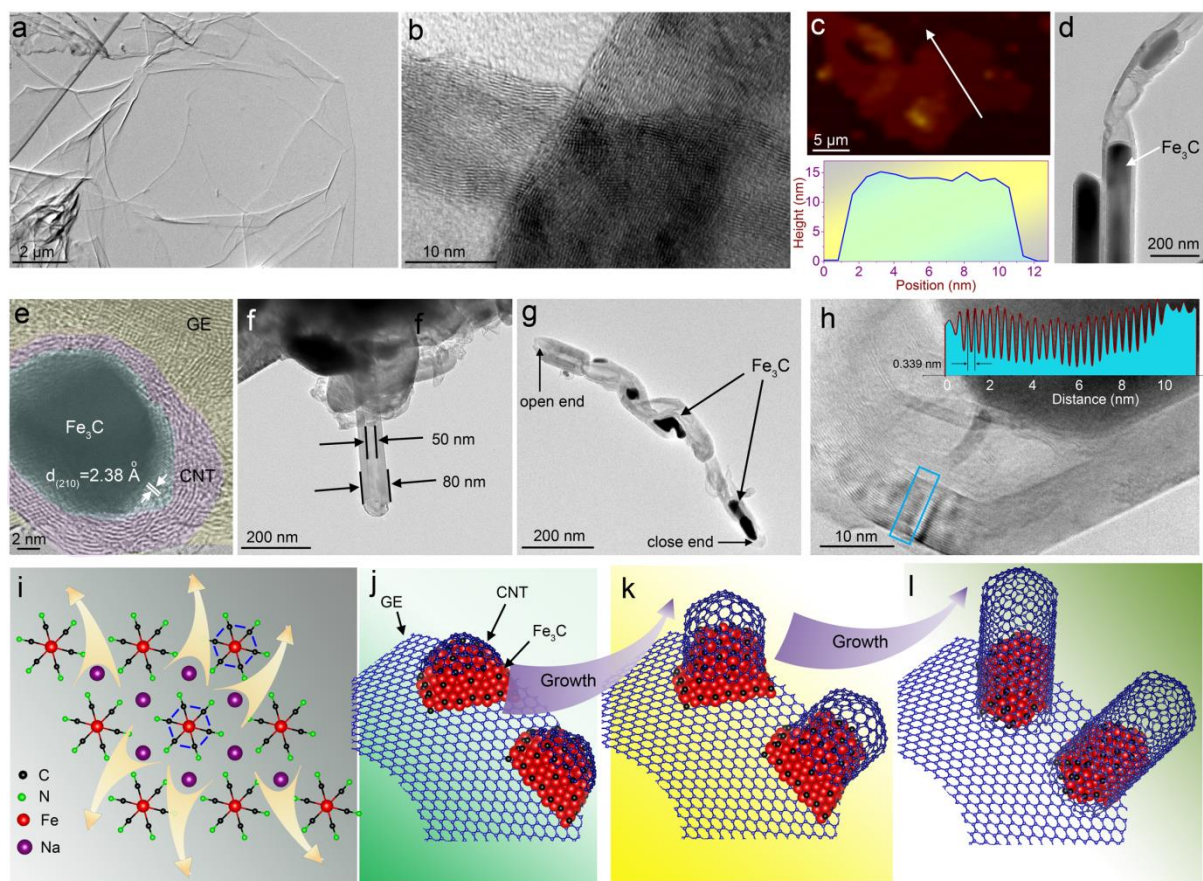 a
2 μm
b
10 nm
c
5 μm
Height (nm)
15
10
5
0
0 2 4 6 8 10 12
Position (nm)
d
Fe₃C
200 nm
e
GE
Fe₃C
d(210)=2.38 Å
CNT
2 nm
f
f
50 nm
80 nm
200 nm
g
Fe₃C
open end
close end
200 nm
h
0.339 nm
0 2 4 6 8 10
Distance (nm)
10 nm
i
C
N
Fe
Na
j
GE
CNT
Fe₃C
Growth
k
Growth
l